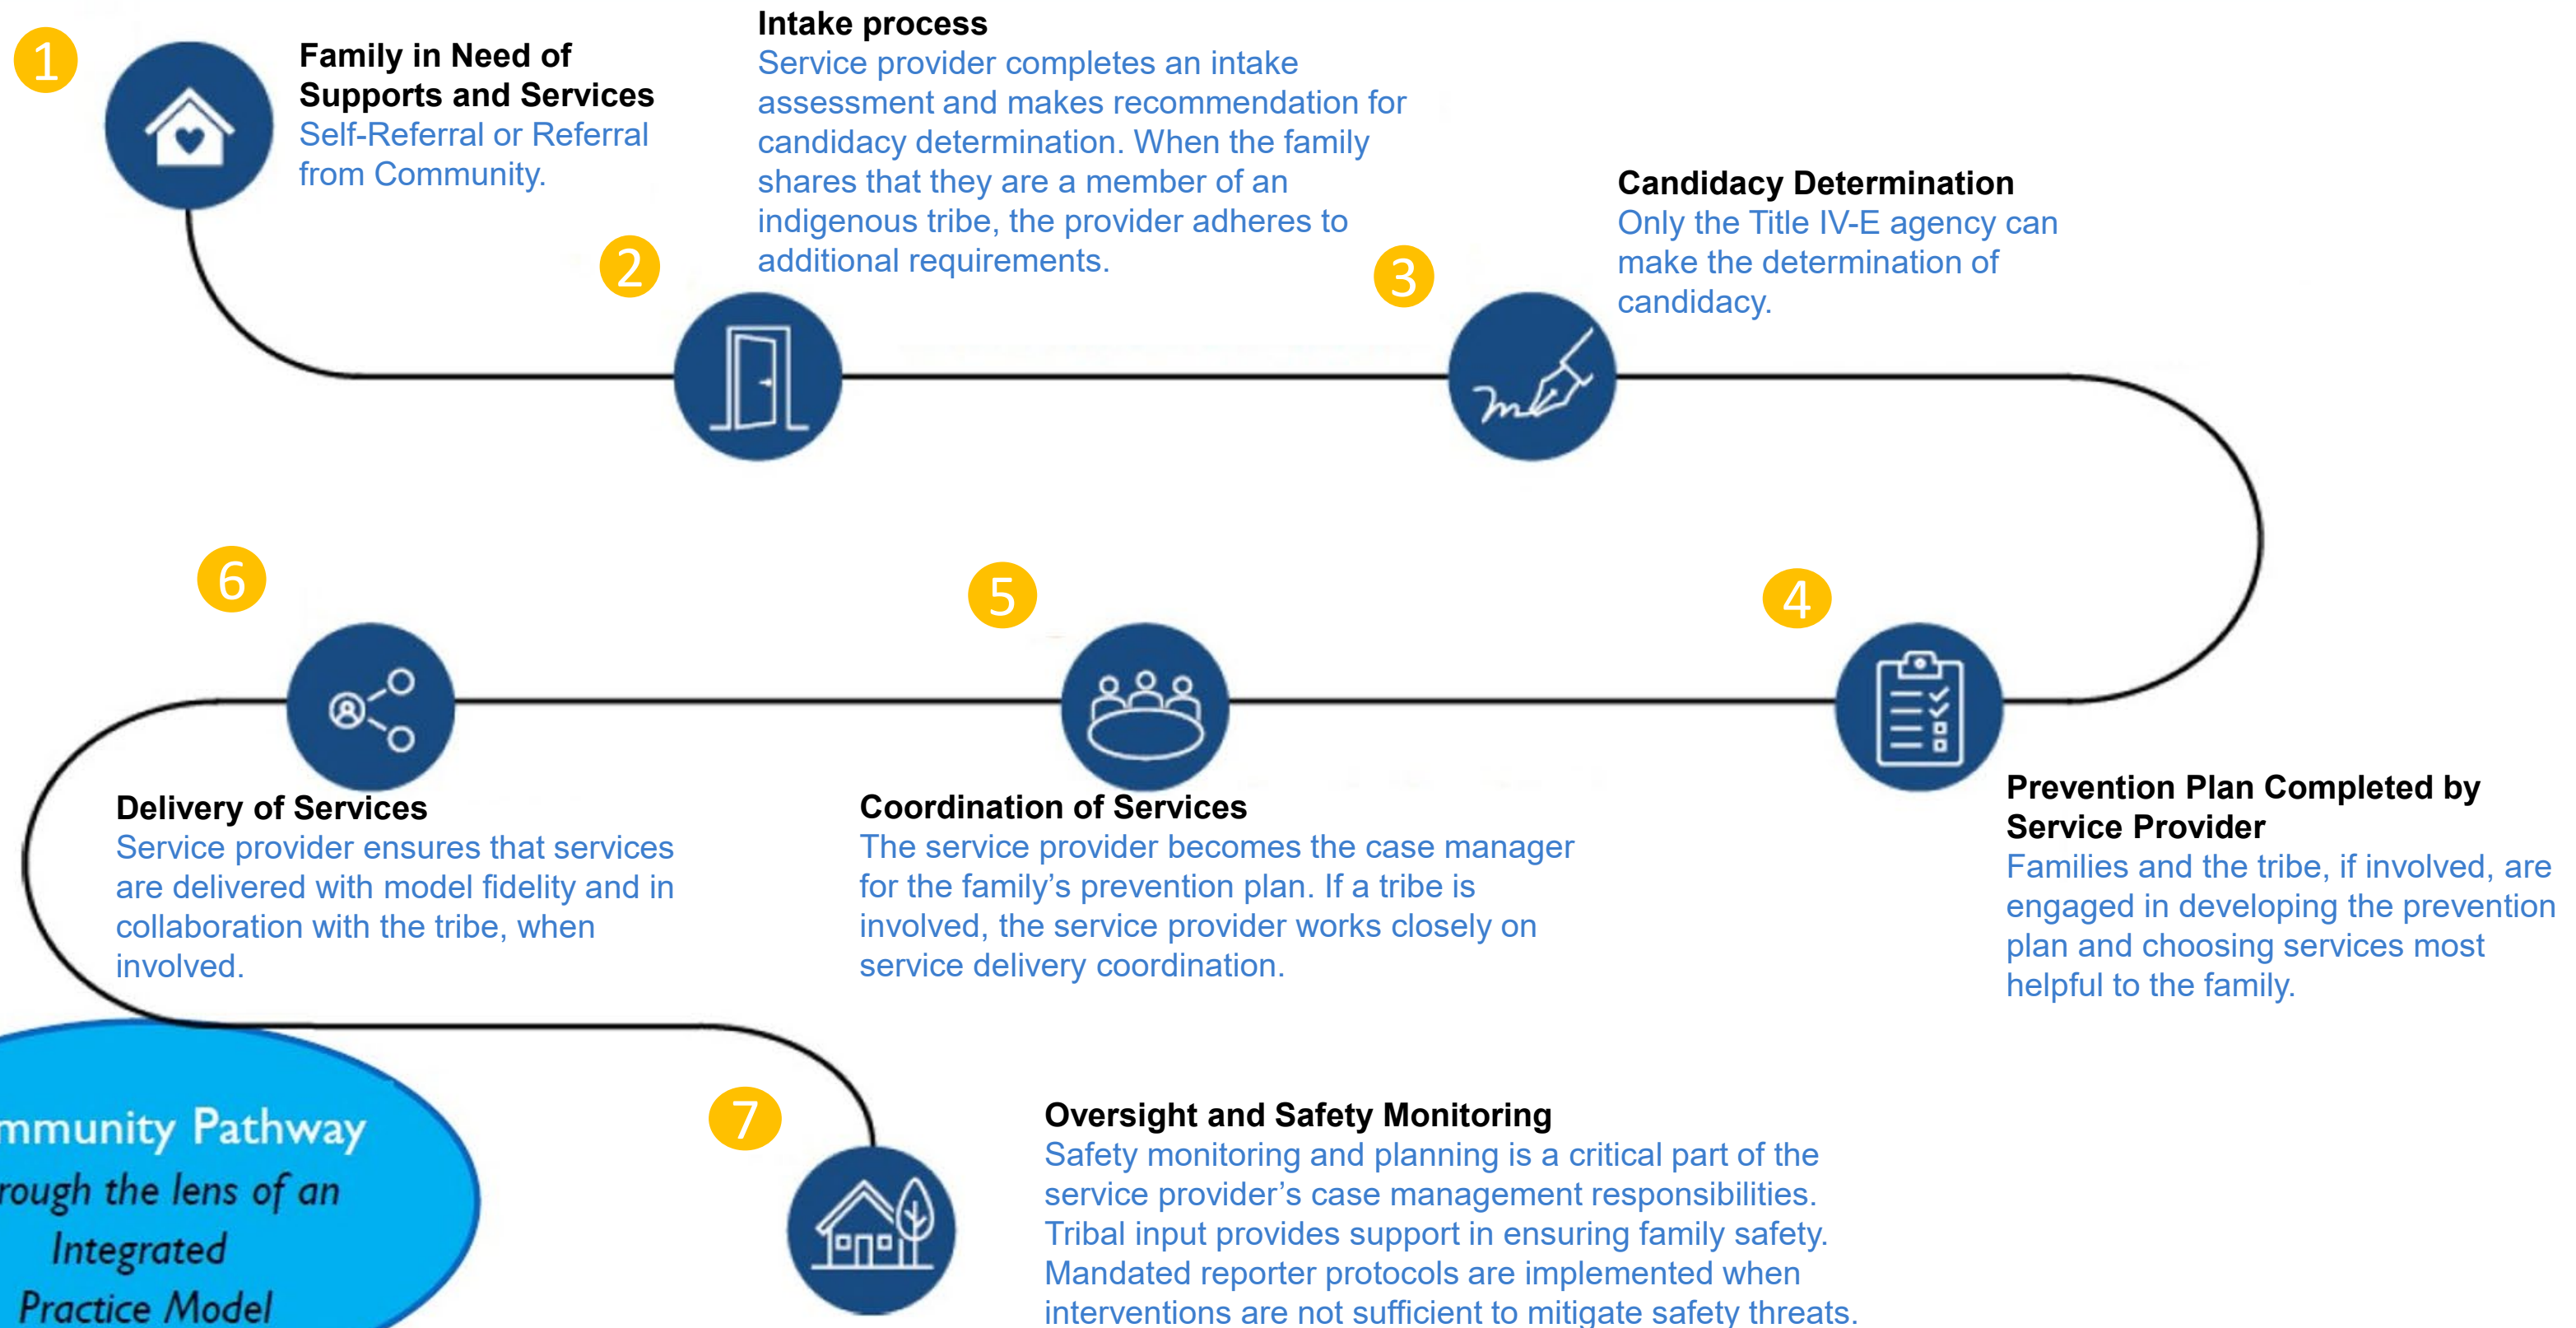 1
Family in Need of
Supports and Services
Self-Referral or Referral
from Community.
2
Intake process
Service provider completes an intake
assessment and makes recommendation for
candidacy determination. When the family
shares that they are a member of an
indigenous tribe, the provider adheres to
additional requirements.
3
Candidacy Determination
Only the Title IV-E agency can
make the determination of
candidacy.
4
Prevention Plan Completed by
Service Provider
Families and the tribe, if involved, are
engaged in developing the prevention
plan and choosing services most
helpful to the family.
5
Coordination of Services
The service provider becomes the case manager
for the family’s prevention plan. If a tribe is
involved, the service provider works closely on
service delivery coordination.
6
Delivery of Services
Service provider ensures that services
are delivered with model fidelity and in
collaboration with the tribe, when
involved.
7
Oversight and Safety Monitoring
Safety monitoring and planning is a critical part of the
service provider’s case management responsibilities.
Tribal input provides support in ensuring family safety.
Mandated reporter protocols are implemented when
interventions are not sufficient to mitigate safety threats.
mmunity Pathway
rough the lens of an
Integrated
Practice Model